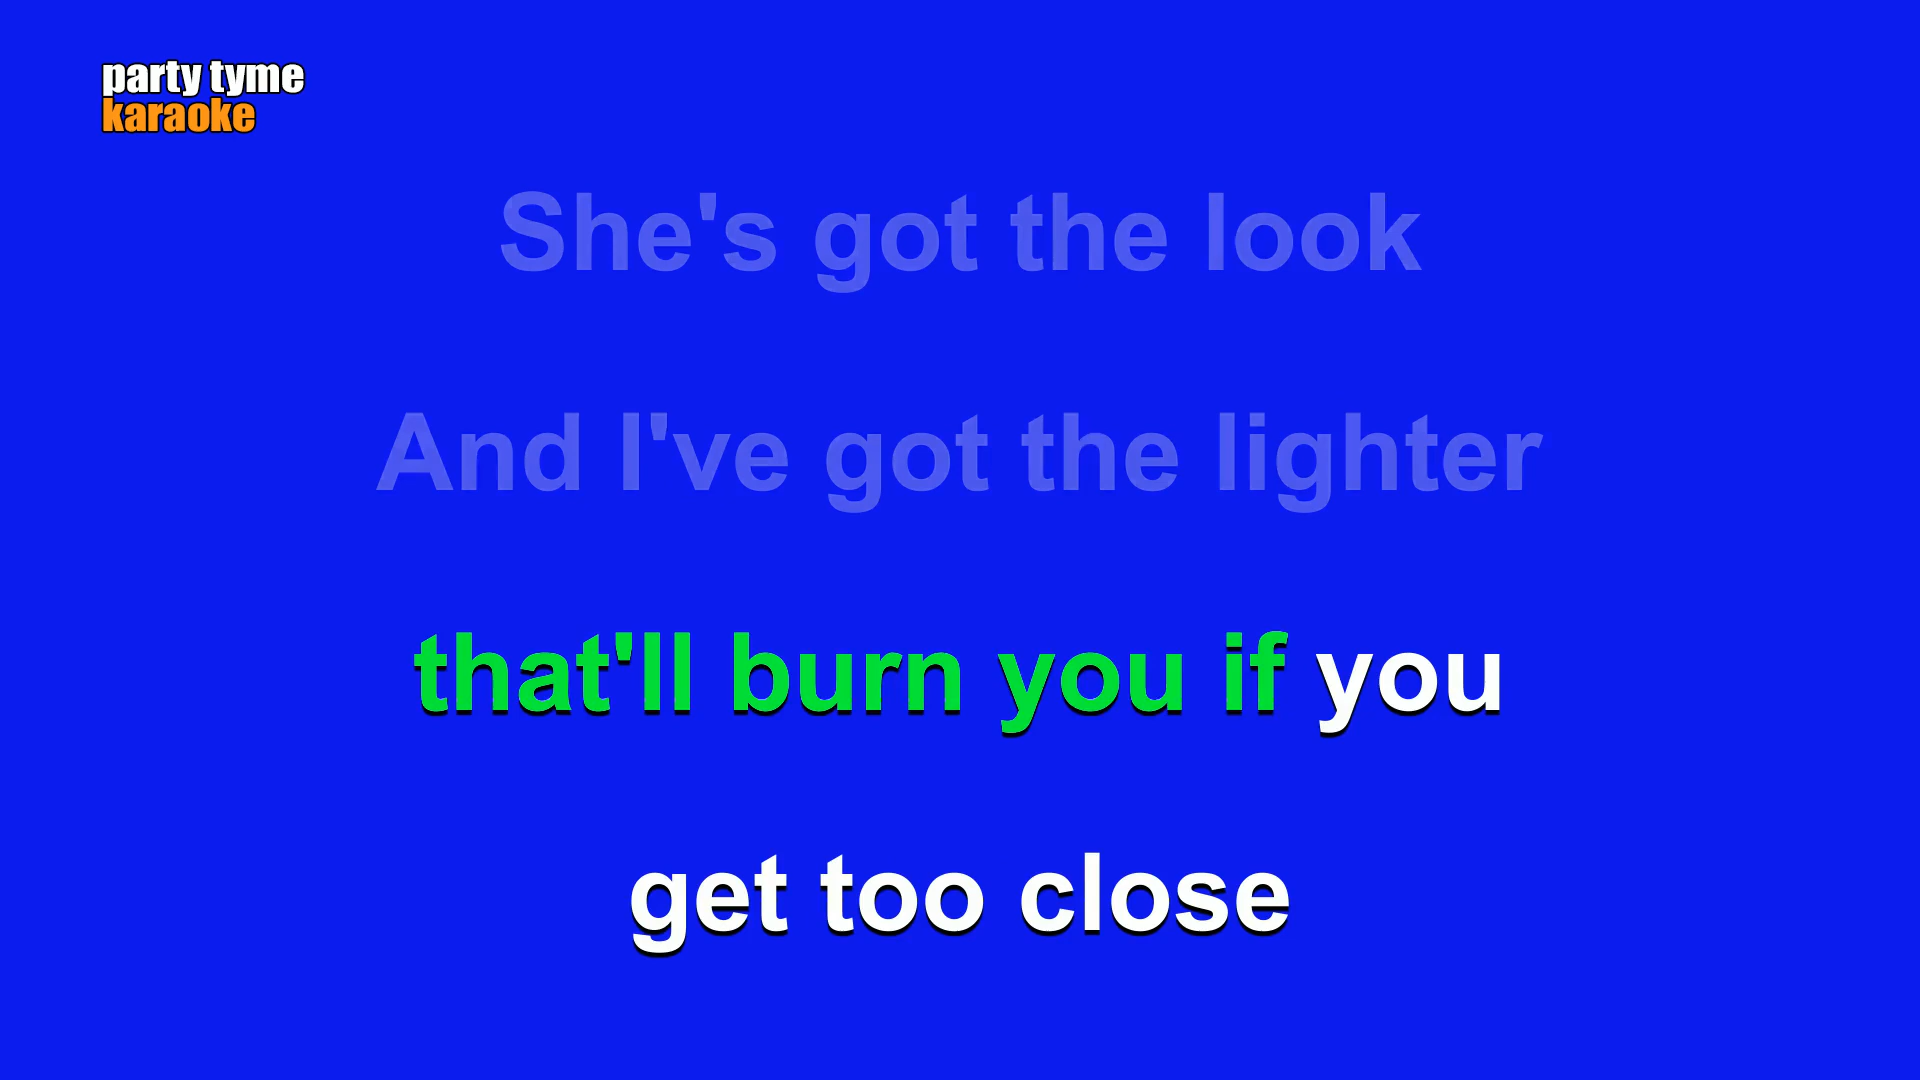 party tyme
karaoke
She's got the look
And I've got the lighter
that'll burn you if you
get too close